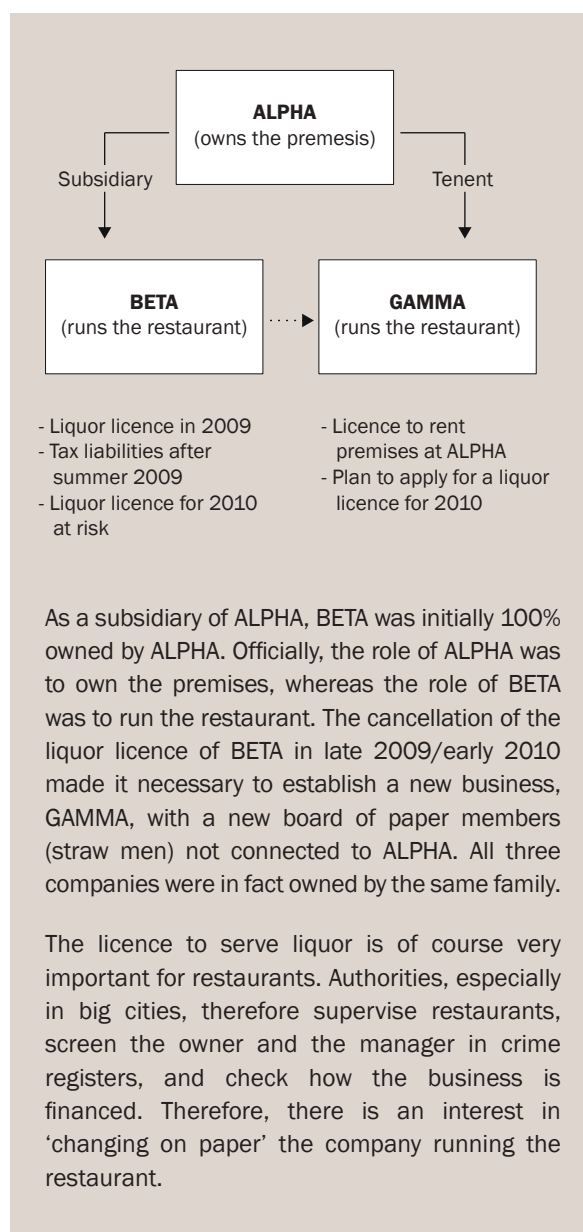 ALPHA
(owns the premesis)
Subsidiary
Tenent
BETA
(runs the restaurant)
GAMMA
(runs the restaurant)
- Liquor licence in 2009
- Tax liabilities after
summer 2009
- Liquor licence for 2010
at risk
- Licence to rent
premises at ALPHA
- Plan to apply for a liquor
licence for 2010
As a subsidiary of ALPHA, BETA was initially 100%
owned by ALPHA. Officially, the role of ALPHA was
to own the premises, whereas the role of BETA
was to run the restaurant. The cancellation of the
liquor licence of BETA in late 2009/early 2010
made it necessary to establish a new business,
GAMMA, with a new board of paper members
(straw men) not connected to ALPHA. All three
companies were in fact owned by the same family.
The licence to serve liquor is of course very
important for restaurants. Authorities, especially
in big cities, therefore supervise restaurants,
screen the owner and the manager in crime
registers, and check how the business is
financed. Therefore, there is an interest in
‘changing on paper’ the company running the
restaurant.